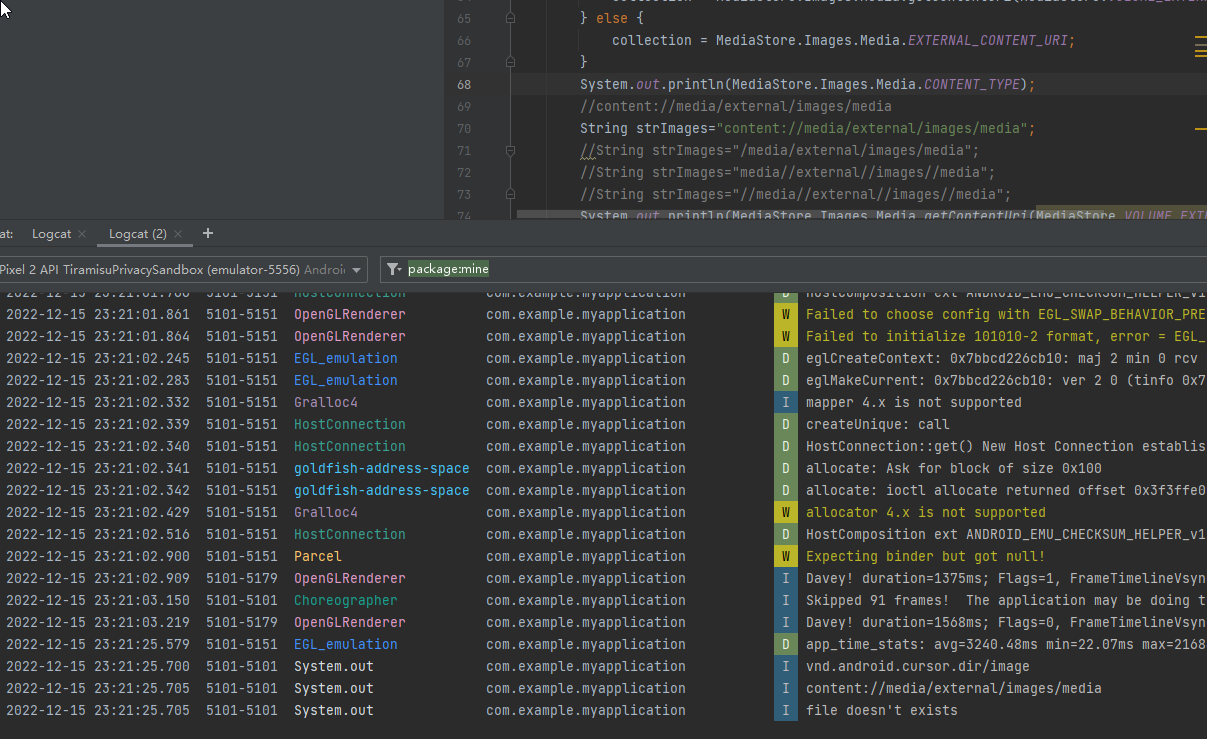 65 } else {
66 collection = MediaStore.Images.Media.EXTERNAL_CONTENT_URI;
67 }
68 System.out.println(MediaStore.Images.Media.CONTENT_TYPE);
69 //content://media/external/images/media
70 String strImages="content://media/external/images/media";
71 //String strImages="/media/external/images/media";
72 //String strImages="media//external//images//media";
73 //String strImages="//media//external//images//media";
74 System.out.println(MediaStore.Images.Media.getContentUri(MediaStore.VOLUME_EXTE
at: Logcat Logcat (2) +
Pixel 2 API TiramisuPrivacySandbox (emulator-5556) Androi package:mine
HostConnection com.example.myapplication D HostComposition ext ANDROID_EMU_CHECKSUM_HELPER_v1
2022-12-15 23:21:01.861 5101-5151 OpenGLRenderer com.example.myapplication W Failed to choose config with EGL_SWAP_BEHAVIOR_PRE
2022-12-15 23:21:01.864 5101-5151 OpenGLRenderer com.example.myapplication W Failed to initialize 101010-2 format, error = EGL_
2022-12-15 23:21:02.245 5101-5151 EGL_emulation com.example.myapplication D eglCreateContext: 0x7bbcd226cb10: maj 2 min 0 rcv
2022-12-15 23:21:02.283 5101-5151 EGL_emulation com.example.myapplication D eglMakeCurrent: 0x7bbcd226cb10: ver 2 0 (tinfo 0x7
2022-12-15 23:21:02.332 5101-5151 Gralloc4 com.example.myapplication I mapper 4.x is not supported
2022-12-15 23:21:02.339 5101-5151 HostConnection com.example.myapplication D createUnique: call
2022-12-15 23:21:02.340 5101-5151 HostConnection com.example.myapplication D HostConnection::get() New Host Connection establis
2022-12-15 23:21:02.341 5101-5151 goldfish-address-space com.example.myapplication D allocate: Ask for block of size 0x100
2022-12-15 23:21:02.342 5101-5151 goldfish-address-space com.example.myapplication D allocate: ioctl allocate returned offset 0x3f3ffe0
2022-12-15 23:21:02.429 5101-5151 Gralloc4 com.example.myapplication W allocator 4.x is not supported
2022-12-15 23:21:02.516 5101-5151 HostConnection com.example.myapplication D HostComposition ext ANDROID_EMU_CHECKSUM_HELPER_v1
2022-12-15 23:21:02.900 5101-5151 Parcel com.example.myapplication W Expecting binder but got null!
2022-12-15 23:21:02.909 5101-5179 OpenGLRenderer com.example.myapplication I Davey! duration=1375ms; Flags=1, FrameTimelineVsyn
2022-12-15 23:21:03.150 5101-5101 Choreographer com.example.myapplication I Skipped 91 frames! The application may be doing t
2022-12-15 23:21:03.219 5101-5179 OpenGLRenderer com.example.myapplication I Davey! duration=1568ms; Flags=0, FrameTimelineVsyn
2022-12-15 23:21:25.579 5101-5151 EGL_emulation com.example.myapplication D app_time_stats: avg=3240.48ms min=22.07ms max=2168
2022-12-15 23:21:25.700 5101-5101 System.out com.example.myapplication I vnd.android.cursor.dir/image
2022-12-15 23:21:25.705 5101-5101 System.out com.example.myapplication I content://media/external/images/media
2022-12-15 23:21:25.705 5101-5101 System.out com.example.myapplication I file doesn't exists